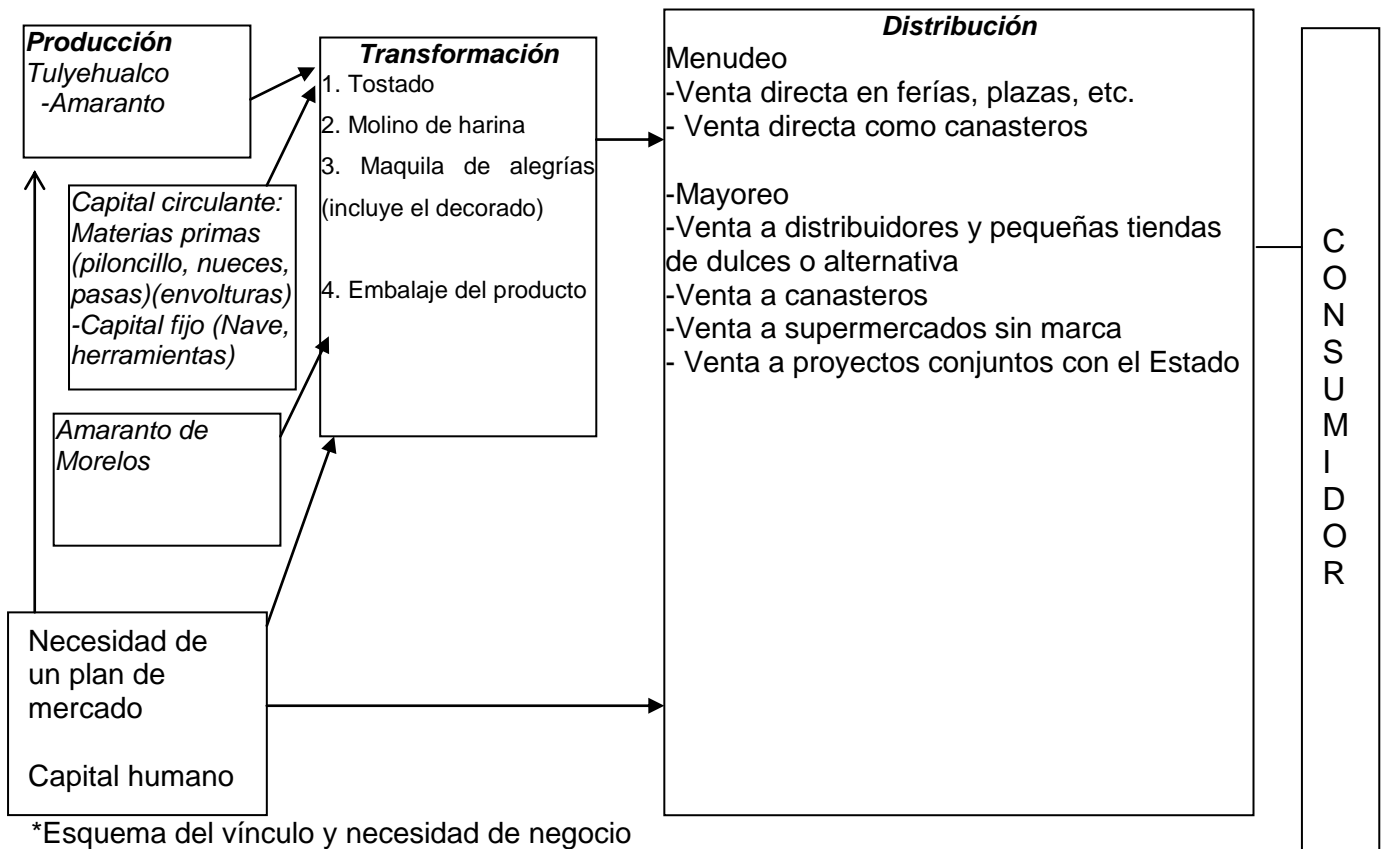 Producción
Tulyehualco
-Amaranto
Capital circulante:
Materias primas
(piloncillo, nueces,
pasas)(envolturas)
-Capital fijo (Nave,
herramientas)
Amaranto de
Morelos
Necesidad de
un plan de
mercado
Capital humano
Transformación
1. Tostado
2. Molino de harina
3. Maquila de alegrías
(incluye el decorado)
4. Embalaje del producto
Distribución
Menudeo
-Venta directa en ferías, plazas, etc.
- Venta directa como canasteros
-Mayoreo
-Venta a distribuidores y pequeñas tiendas
de dulces o alternativa
-Venta a canasteros
-Venta a supermercados sin marca
- Venta a proyectos conjuntos con el Estado
C
O
N
S
U
M
I
D
O
R
*Esquema del vínculo y necesidad de negocio